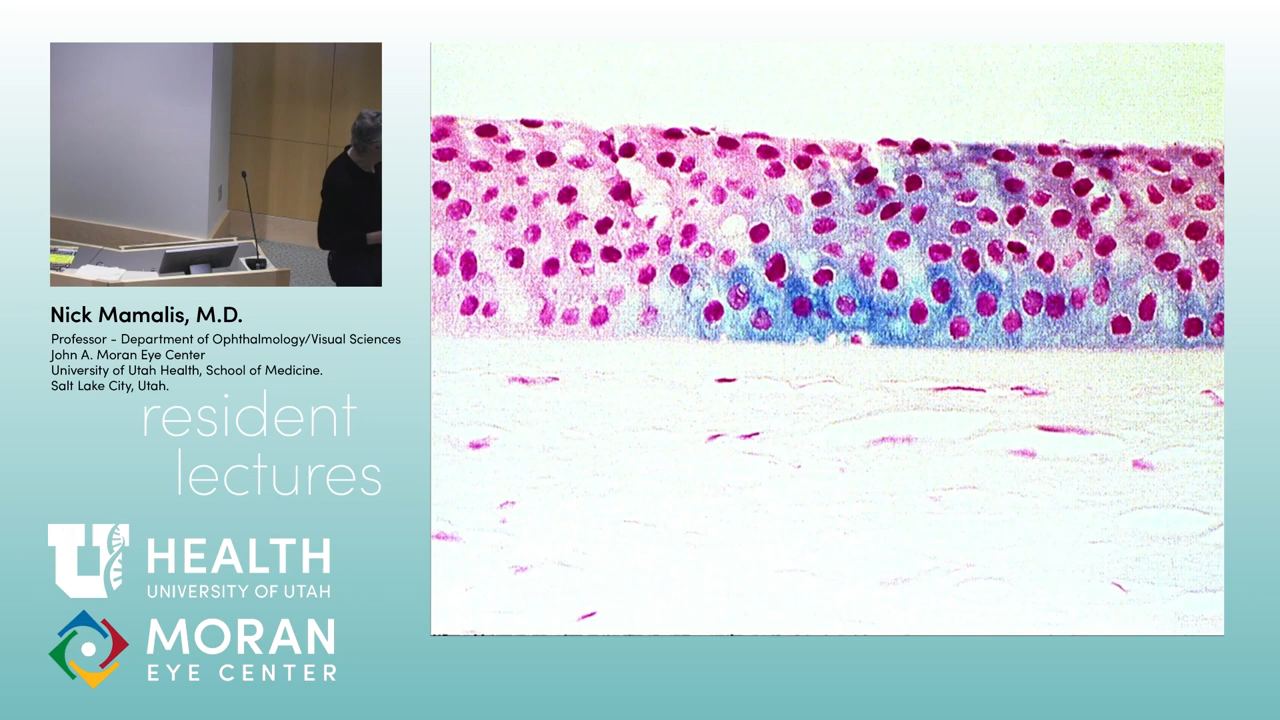 Nick Mamalis, M.D.
Professor - Department of Ophthalmology/Visual Sciences
John A. Moran Eye Center
University of Utah Health, School of Medicine.
Salt Lake City, Utah.
resident
lectures
U HEALTH
UNIVERSITY OF UTAH
MORAN
EYE CENTER